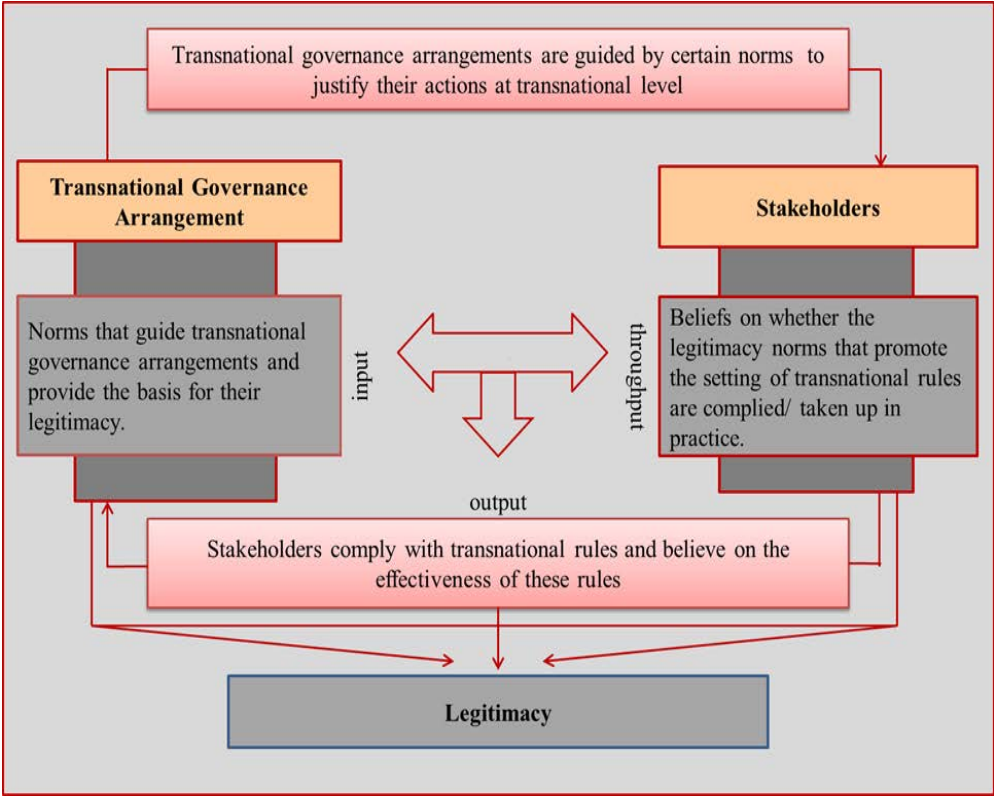 Transnational governance arrangements are guided by certain norms to
justify their actions at transnational level
Transnational Governance
Arrangement
Stakeholders
Norms that guide transnational
governance arrangements and
provide the basis for their
legitimacy.
input
throughput
Beliefs on whether the
legitimacy norms that promote
the setting of transnational rules
are complied/ taken up in
practice.
output
Stakeholders comply with transnational rules and believe on the
effectiveness of these rules
Legitimacy